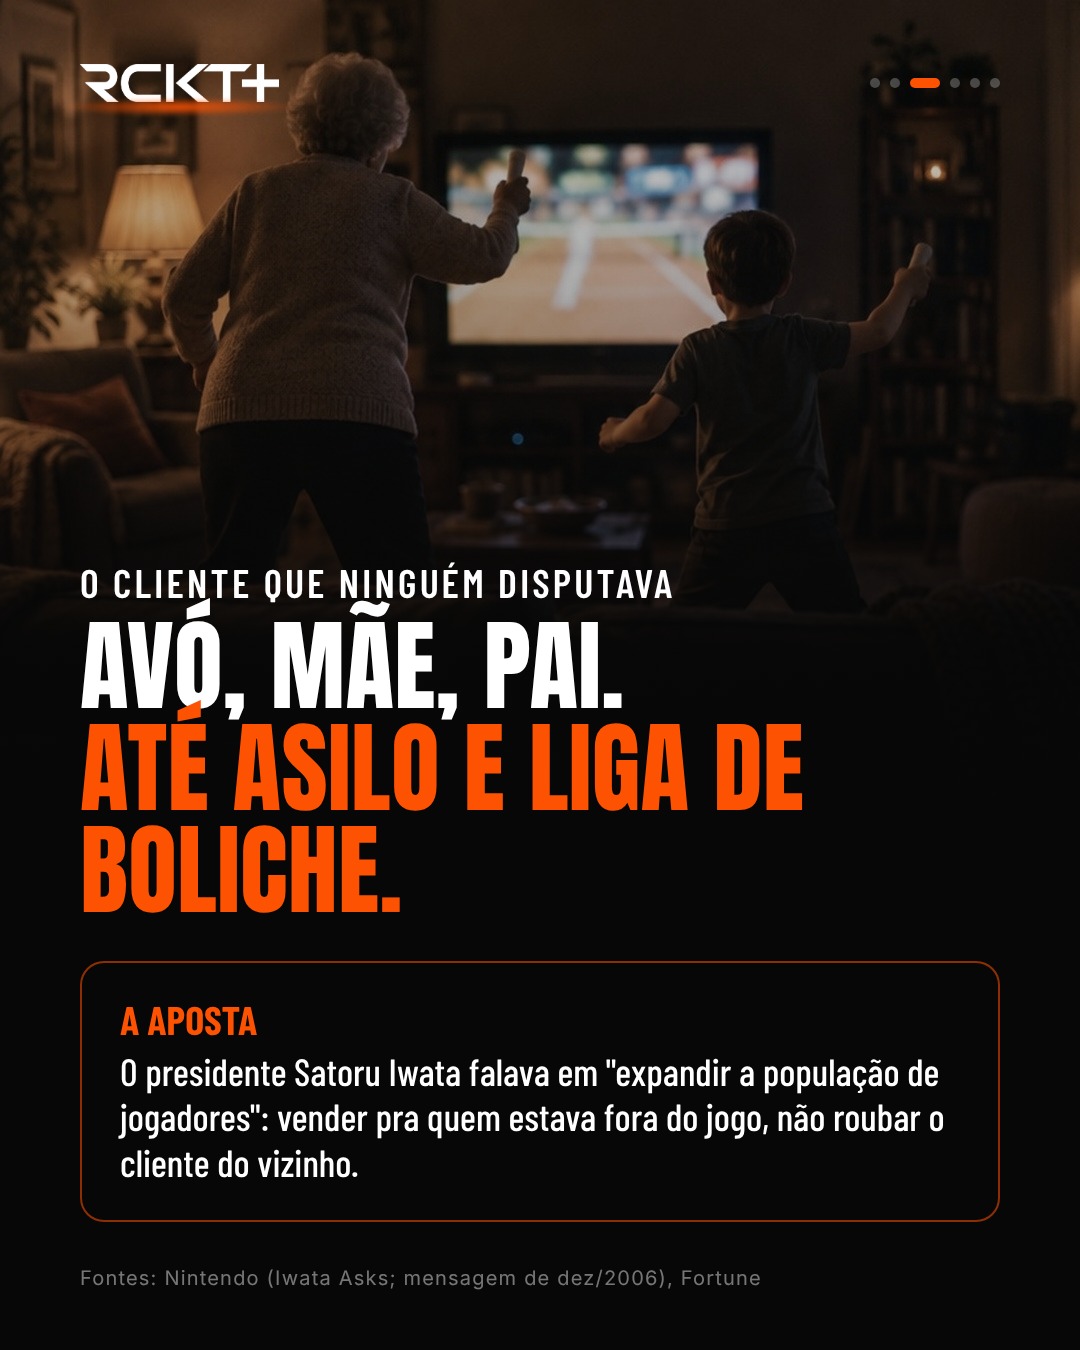 RCKT+
O CLIENTE QUE NINGUÉM DISPUTAVA
AVÓ, MÃE, PAI.
ATÉ ASILO E LIGA DE
BOLICHE.
A APOSTA
O presidente Satoru Iwata falava em "expandir a população de
jogadores": vender pra quem estava fora do jogo, não roubar o
cliente do vizinho.
Fontes: Nintendo (Iwata Asks; mensagem de dez/2006), Fortune